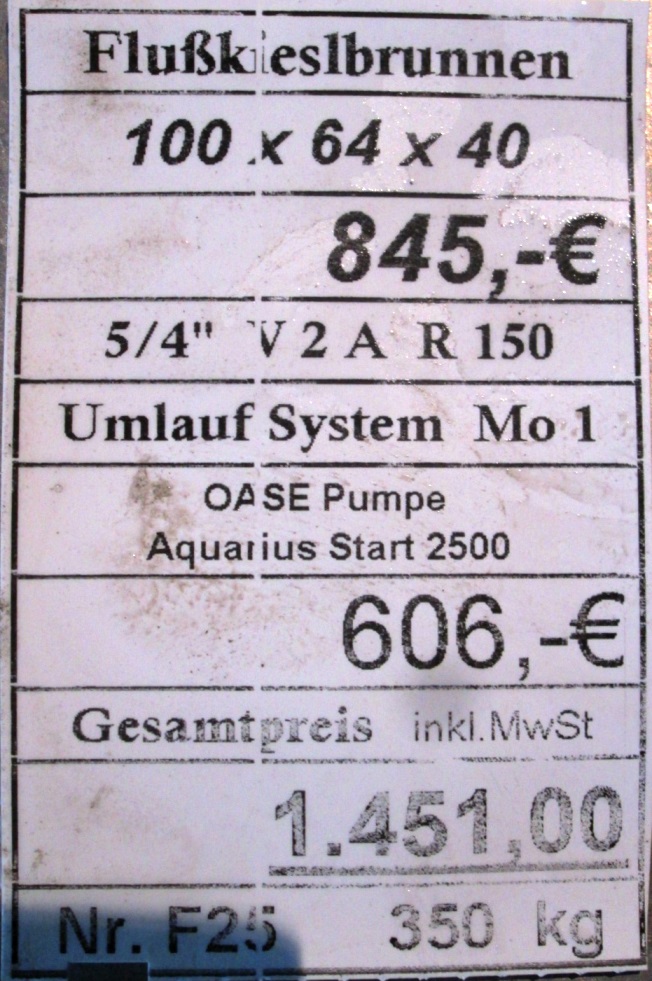 Flußkieslbrunnen
100 x 64 x 40
845,-€
5/4" V 2 A R 150
Umlauf System Mo 1
OASE Pumpe
Aquarius Start 2500
606,-€
Gesamtpreis inkl.MwSt
1.451,00
Nr. F25 350 kg